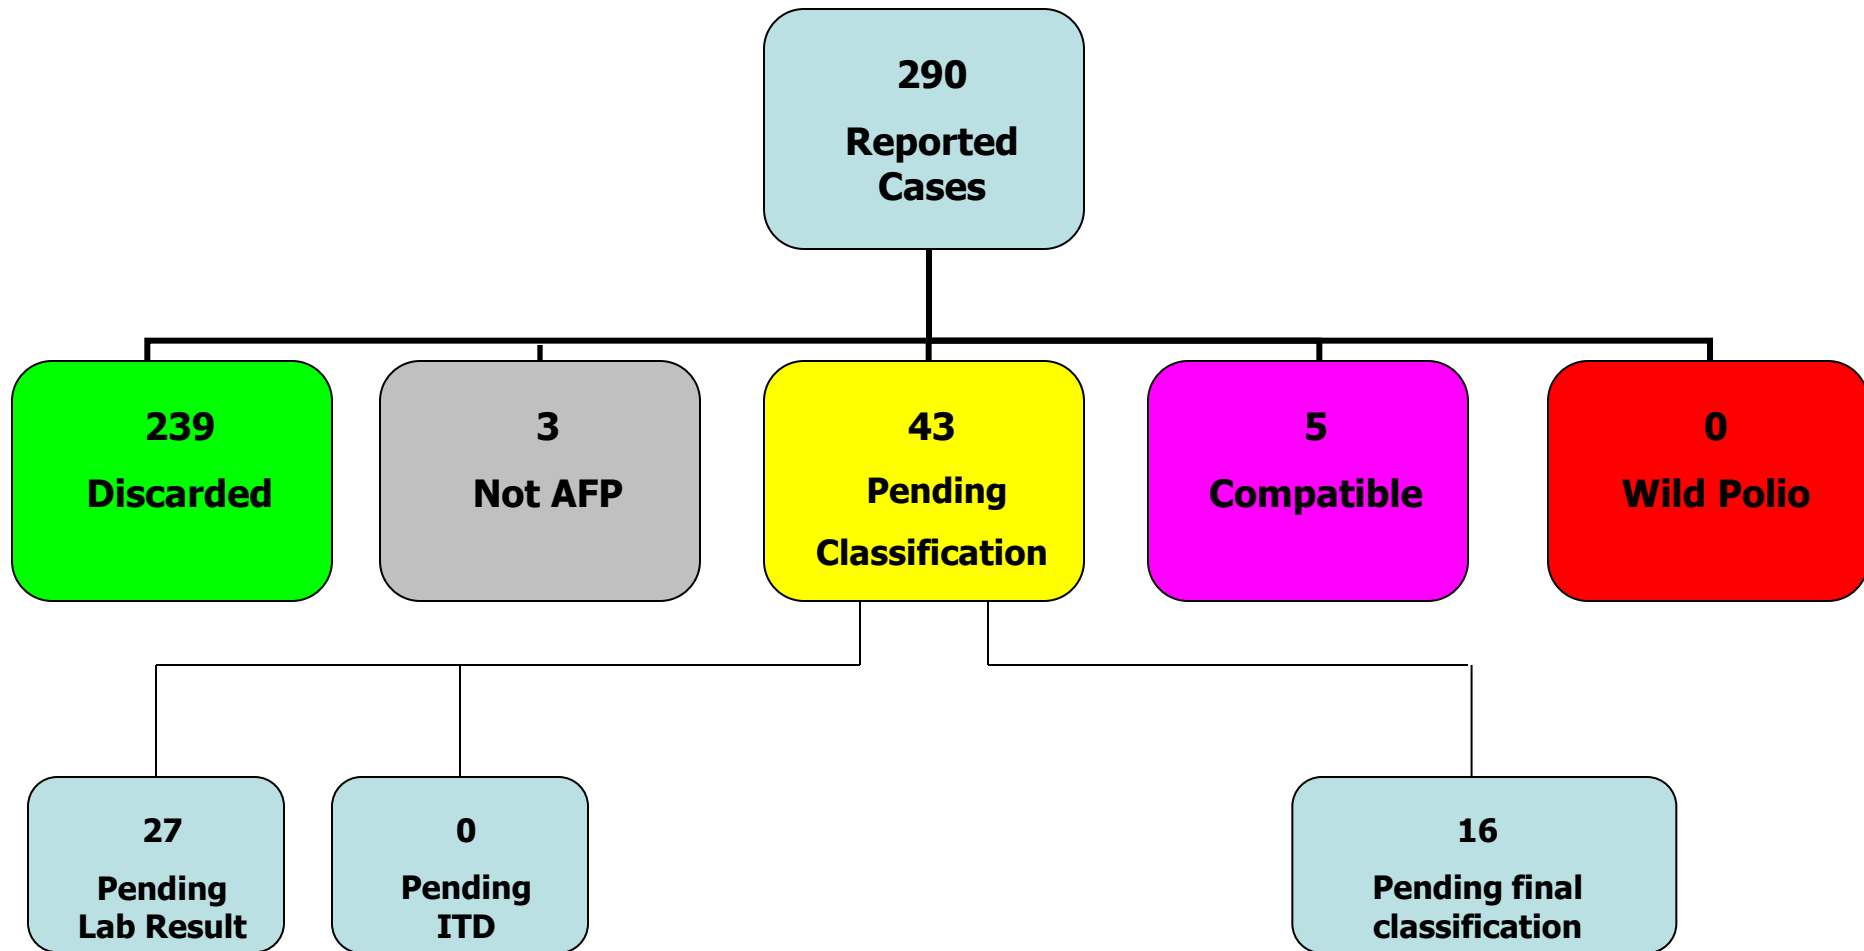 290
Reported
Cases
239
Discarded
3
Not AFP
43
Pending
Classification
5
Compatible
0
Wild Polio
27
Pending
Lab Result
0
Pending
ITD
16
Pending final
classification